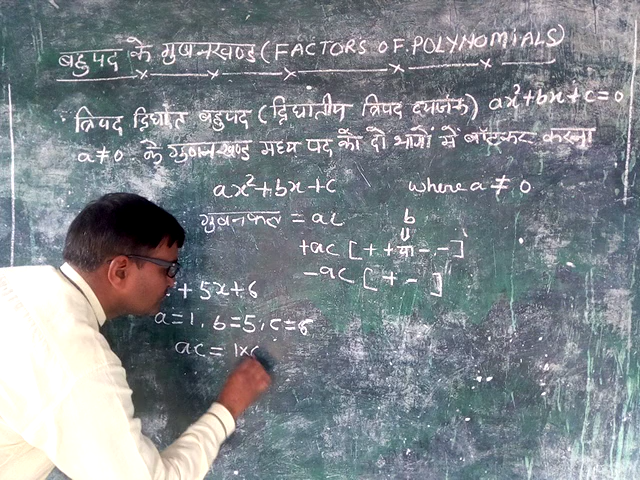 बहुपद के गुणनखण्ड (FACTORS OF POLYNOMIALS)
त्रिपद द्विघात बहुपद (द्विघातीय त्रिपद व्यंजक) ax²+bx+c=0
a≠0 के गुणनखण्ड मध्य पद को दो भागों में बाँटकर करना
ax²+bx+c where a ≠ 0
गुणनफल = ac b
+ac [ + + या - - ]
-ac [ + - ]
+ 5x+6
a=1, b=5, c=6
ac = 1×